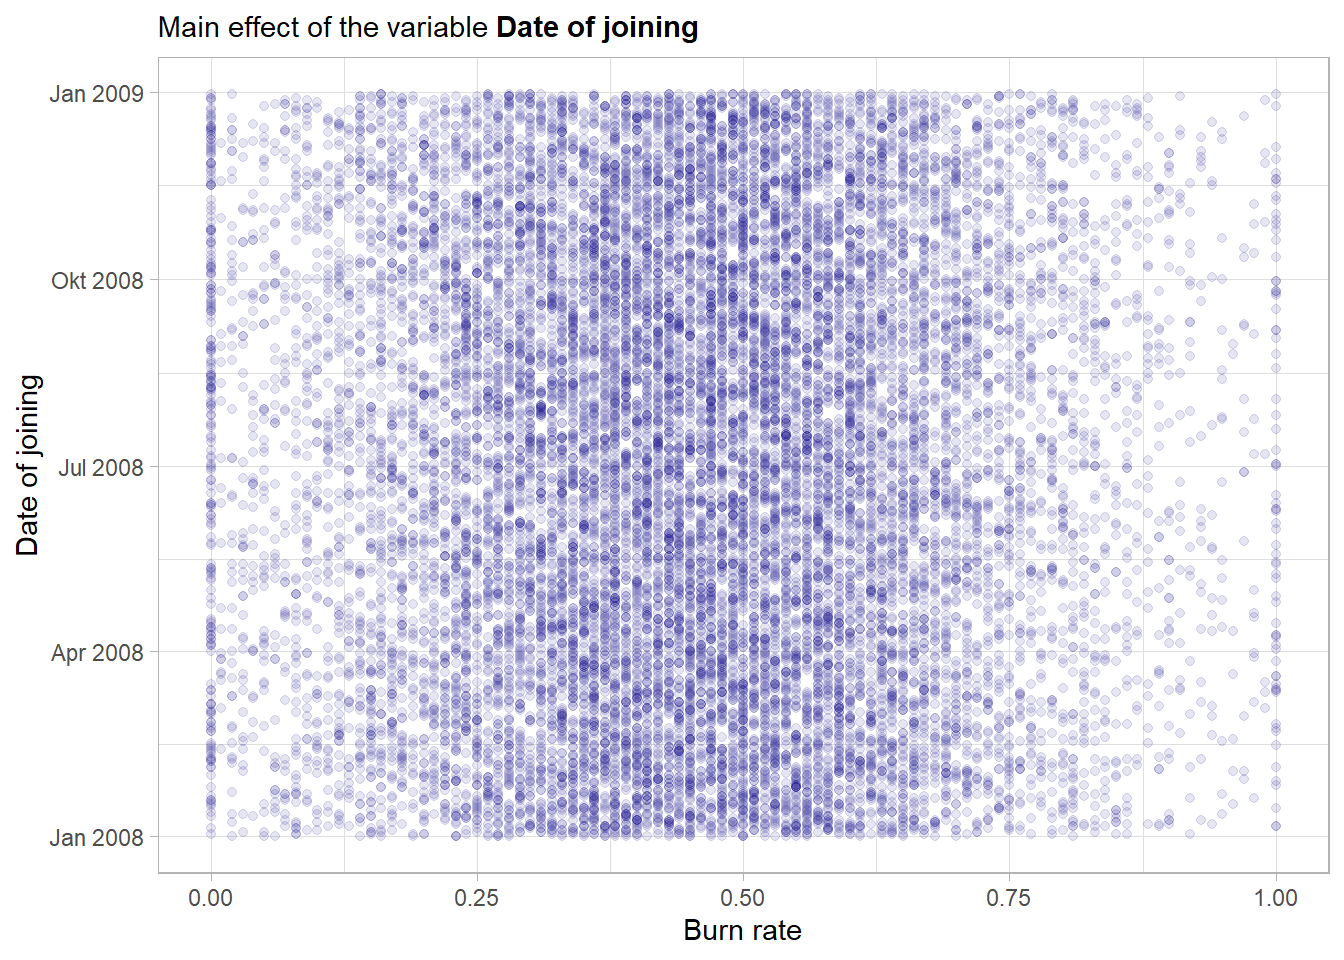 Main effect of the variable Date of joining
Jan 2009
Okt 2008
Jul 2008
Apr 2008
Jan 2008
Date of joining
0.00 0.25 0.50 0.75 1.00
Burn rate